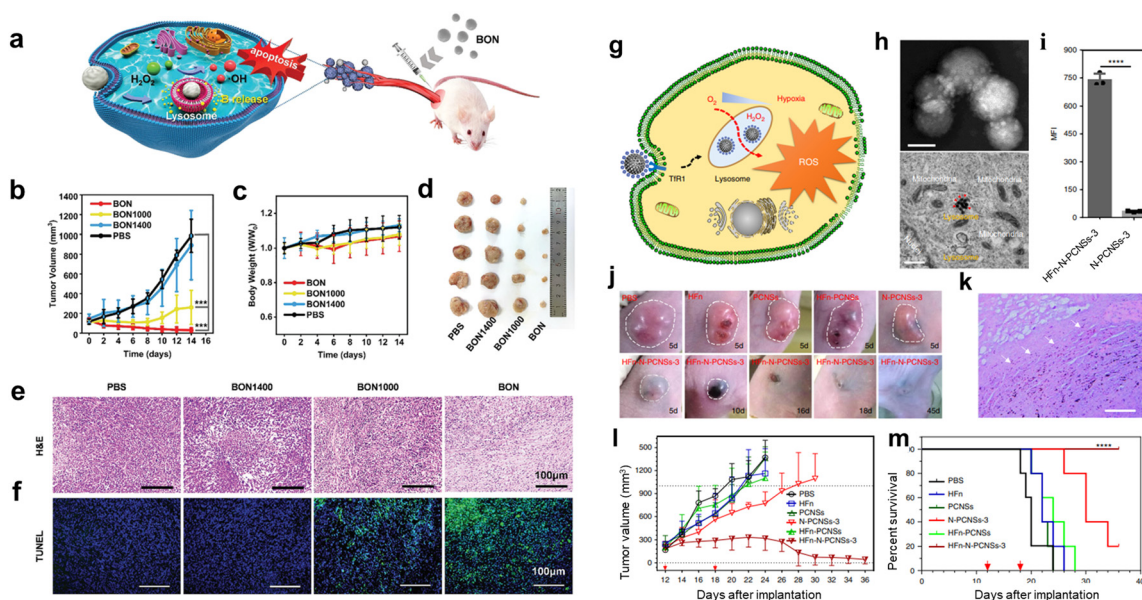 a
BON
apoptosis
H₂O₂
OH
B release
Lysosome
b
BON
BON1000
BON1400
PBS
Tumor Volume (mm³)
1200
1000
800
600
400
200
0
***
***
0 2 4 6 8 10 12 14 16
Time (days)
c
Body Weight (W/W₀)
1.2
1.0
0.8
0.6
BON
BON1000
BON1400
PBS
0 2 4 6 8 10 12 14
Time (days)
d
PBS
BON1400
BON1000
BON
PBS
BON1400
BON1000
BON
e
H&E
100μm
f
TUNEL
100μm
g
O₂
Hypoxia
H₂O₂
ROS
TfR1
Lysosome
h
Mitochondria
Mitochondria
Mitochondria
i
MFI
900
750
600
450
300
150
0
****
HFn-N-PCNSs-3
N-PCNSs-3
j
PBS
5d
HFn
5d
PCNSs
5d
HFn-PCNSs
5d
N-PCNSs-3
5d
HFn-N-PCNSs-3
5d
HFn-N-PCNSs-3
10d
HFn-N-PCNSs-3
16d
HFn-N-PCNSs-3
18d
HFn-N-PCNSs-3
45d
k
l
Tumor volume (mm³)
1500
1200
900
600
300
0
PBS
HFn
PCNSs
N-PCNSs-3
HFn-PCNSs
HFn-N-PCNSs-3
12 14 16 18 20 22 24 26 28 30 32 34 36
Days after implantation
m
Percent survival
80
60
40
20
0
****
PBS
HFn
PCNSs
N-PCNSs-3
HFn-PCNSs
HFn-N-PCNSs-3
0 10 20 30 40
Days after implantation